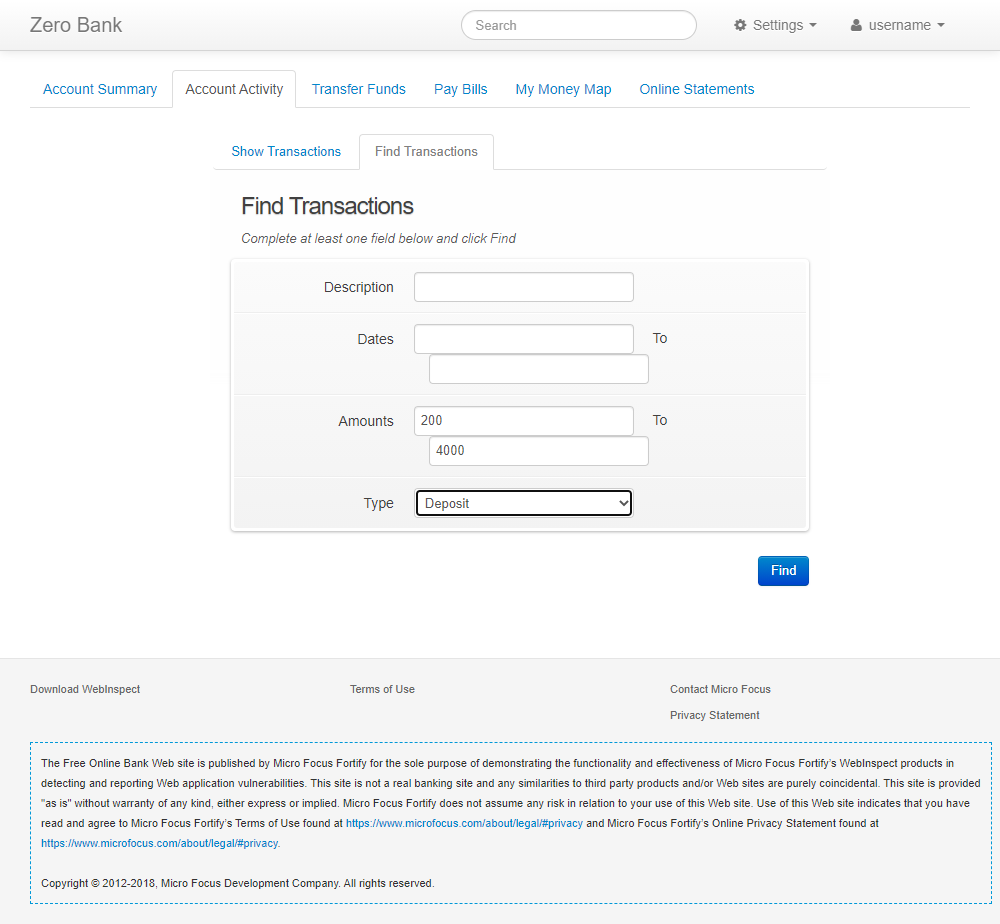 Zero Bank
Search
Settings
username
Account Summary
Account Activity
Transfer Funds
Pay Bills
My Money Map
Online Statements
Show Transactions
Find Transactions
Find Transactions
Complete at least one field below and click Find
Description
Dates
To
Amounts
200
To
4000
Type
Deposit
Find
Download WebInspect
Terms of Use
Contact Micro Focus
Privacy Statement
The Free Online Bank Web site is published by Micro Focus Fortify for the sole purpose of demonstrating the functionality and effectiveness of Micro Focus Fortify's WebInspect products in
detecting and reporting Web application vulnerabilities. This site is not a real banking site and any similarities to third party products and/or Web sites are purely coincidental. This site is provided
"as is" without warranty of any kind, either express or implied. Micro Focus Fortify does not assume any risk in relation to your use of this Web site. Use of this Web site indicates that you have
read and agree to Micro Focus Fortify's Terms of Use found at https://www.microfocus.com/about/legal/#privacy and Micro Focus Fortify's Online Privacy Statement found at
https://www.microfocus.com/about/legal/#privacy.
Copyright © 2012-2018, Micro Focus Development Company. All rights reserved.